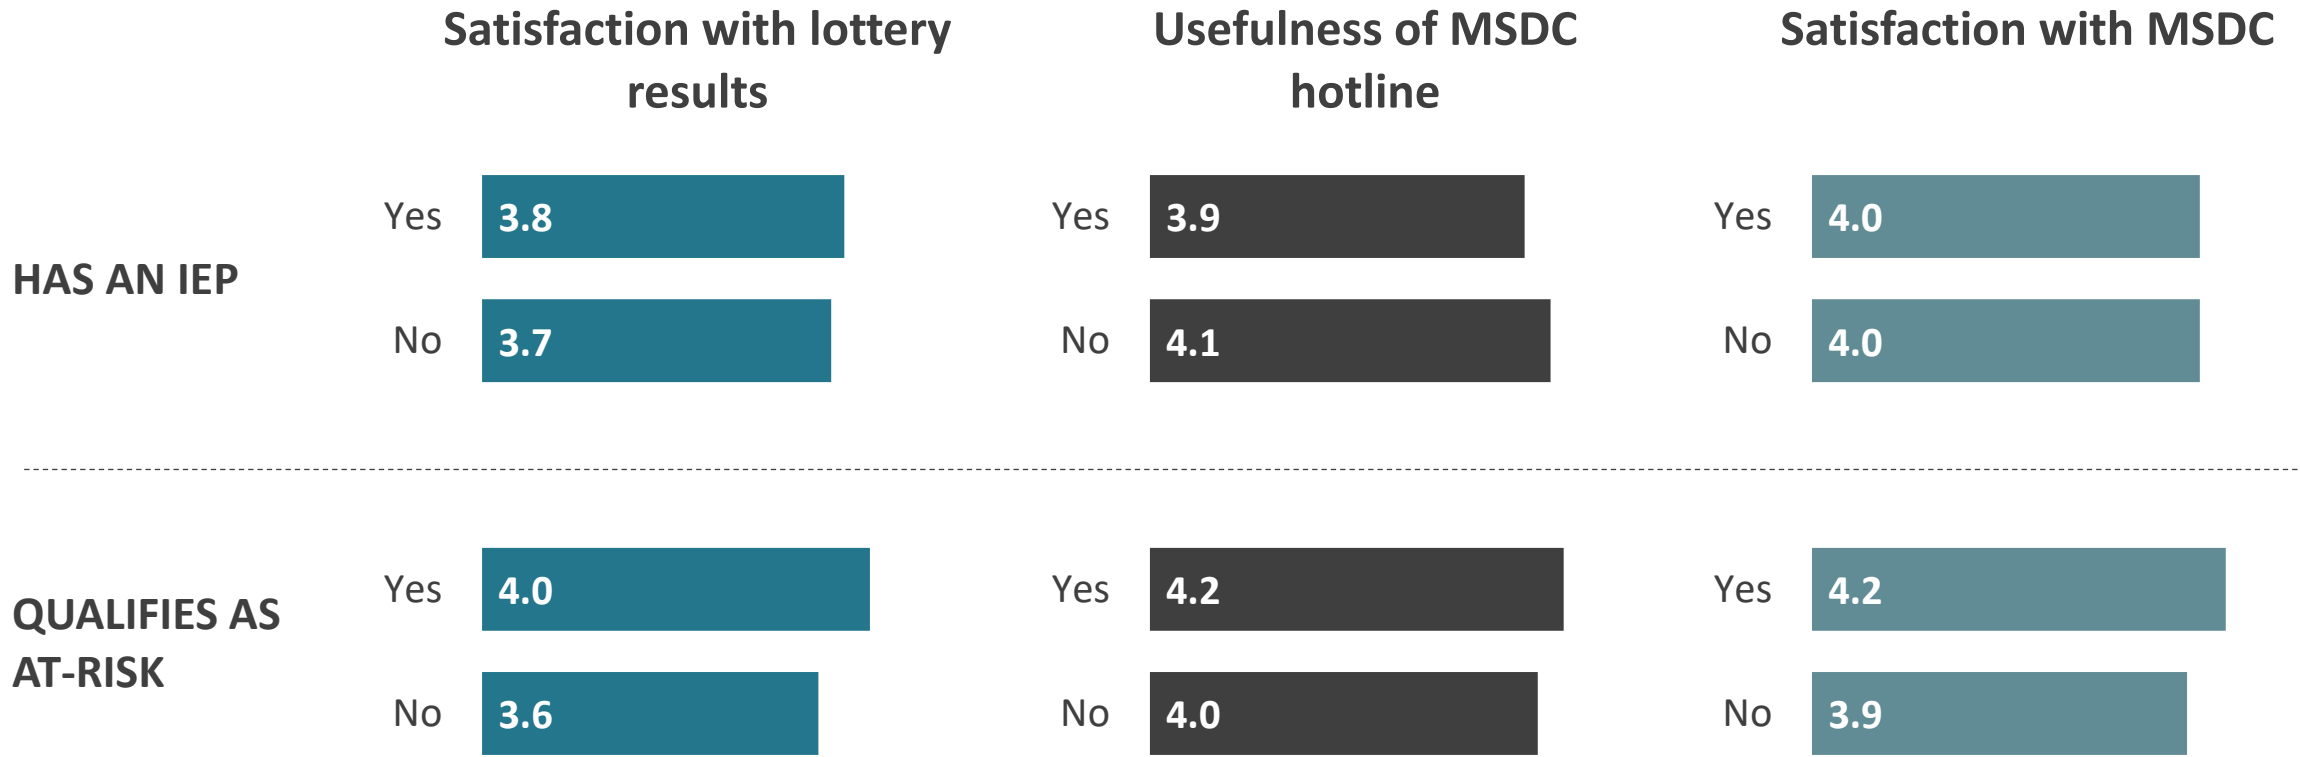 Satisfaction with lottery
results
Usefulness of MSDC
hotline
Satisfaction with MSDC
HAS AN IEP
Yes
3.8
No
3.7
Yes
3.9
No
4.1
Yes
4.0
No
4.0
QUALIFIES AS
AT-RISK
Yes
4.0
No
3.6
Yes
4.2
No
4.0
Yes
4.2
No
3.9